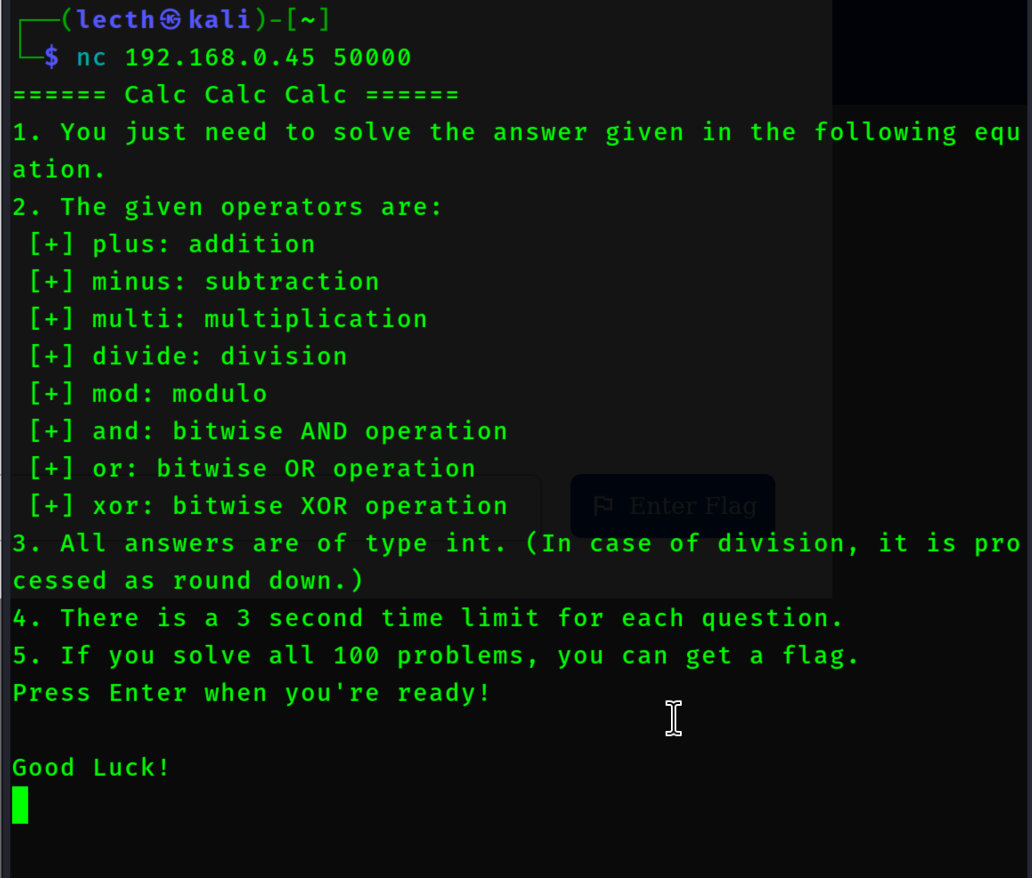 ┌──(lecth㉿kali)-[~]
└─$ nc 192.168.0.45 50000
====== Calc Calc Calc ======
1. You just need to solve the answer given in the following equ
ation.
2. The given operators are:
 [+] plus: addition
 [+] minus: subtraction
 [+] multi: multiplication
 [+] divide: division
 [+] mod: modulo
 [+] and: bitwise AND operation
 [+] or: bitwise OR operation
 [+] xor: bitwise XOR operation
Enter Flag
3. All answers are of type int. (In case of division, it is pro
cessed as round down.)
4. There is a 3 second time limit for each question.
5. If you solve all 100 problems, you can get a flag.
Press Enter when you're ready!

Good Luck!